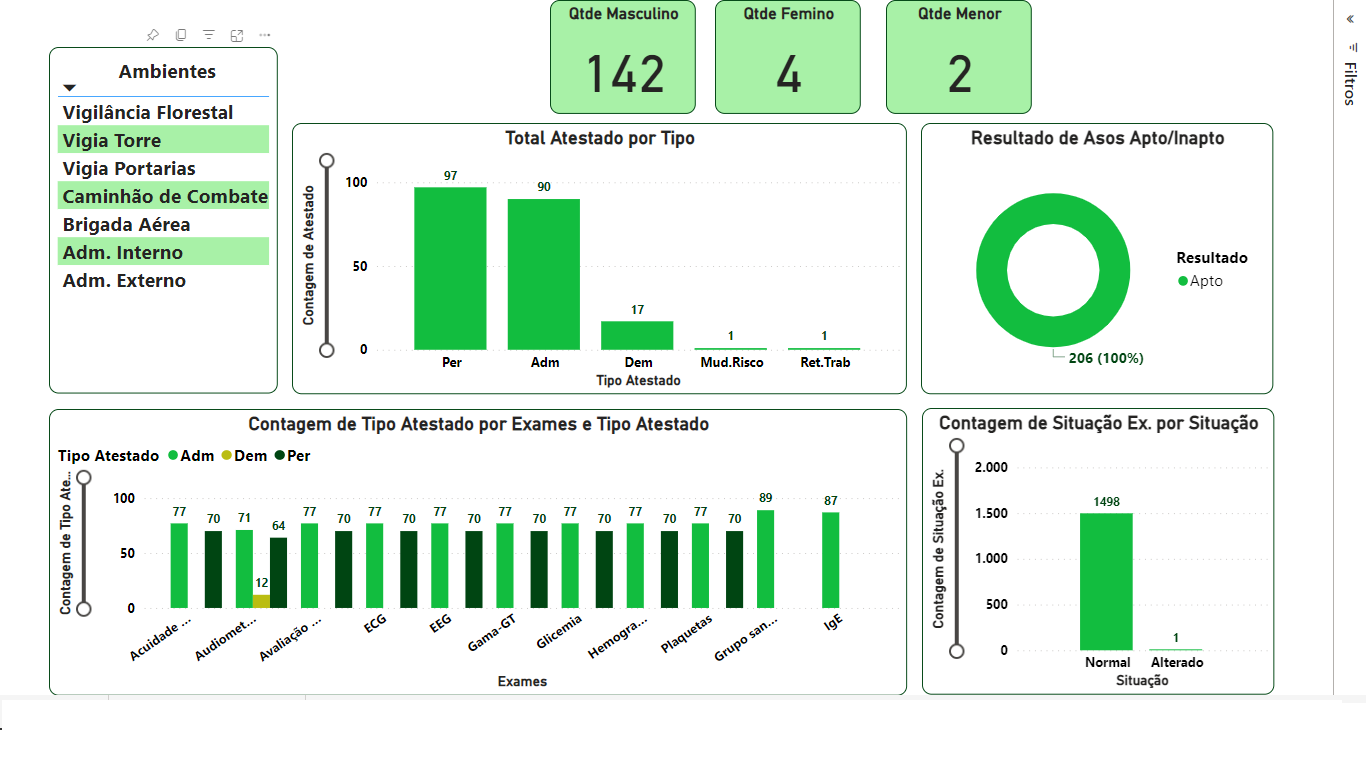 Qtde Masculino
142
Qtde Femino
4
Qtde Menor
2
Filtros
Ambientes
Vigilância Florestal
Vigia Torre
Vigia Portarias
Caminhão de Combate
Brigada Aérea
Adm. Interno
Adm. Externo
Total Atestado por Tipo
Contagem de Atestado
100
50
0
97
90
17
1
1
Per
Adm
Dem
Mud.Risco
Ret.Trab
Tipo Atestado
Resultado de Asos Apto/Inapto
Resultado
Apto
206 (100%)
Contagem de Tipo Atestado por Exames e Tipo Atestado
Tipo Atestado Adm Dem Per
Contagem de Tipo Ate...
100
50
0
77 70 71 12 64 77 70 77 70 77 70 77 70 77 70 77 70 77 70 89 87
Acuidade ...
Audiomet...
Avaliação ...
ECG
EEG
Gama-GT
Glicemia
Hemogra...
Plaquetas
Grupo san...
IgE
Exames
Contagem de Situação Ex. por Situação
Contagem de Situação Ex.
2.000
1.500
1.000
500
0
1498
1
Normal
Alterado
Situação